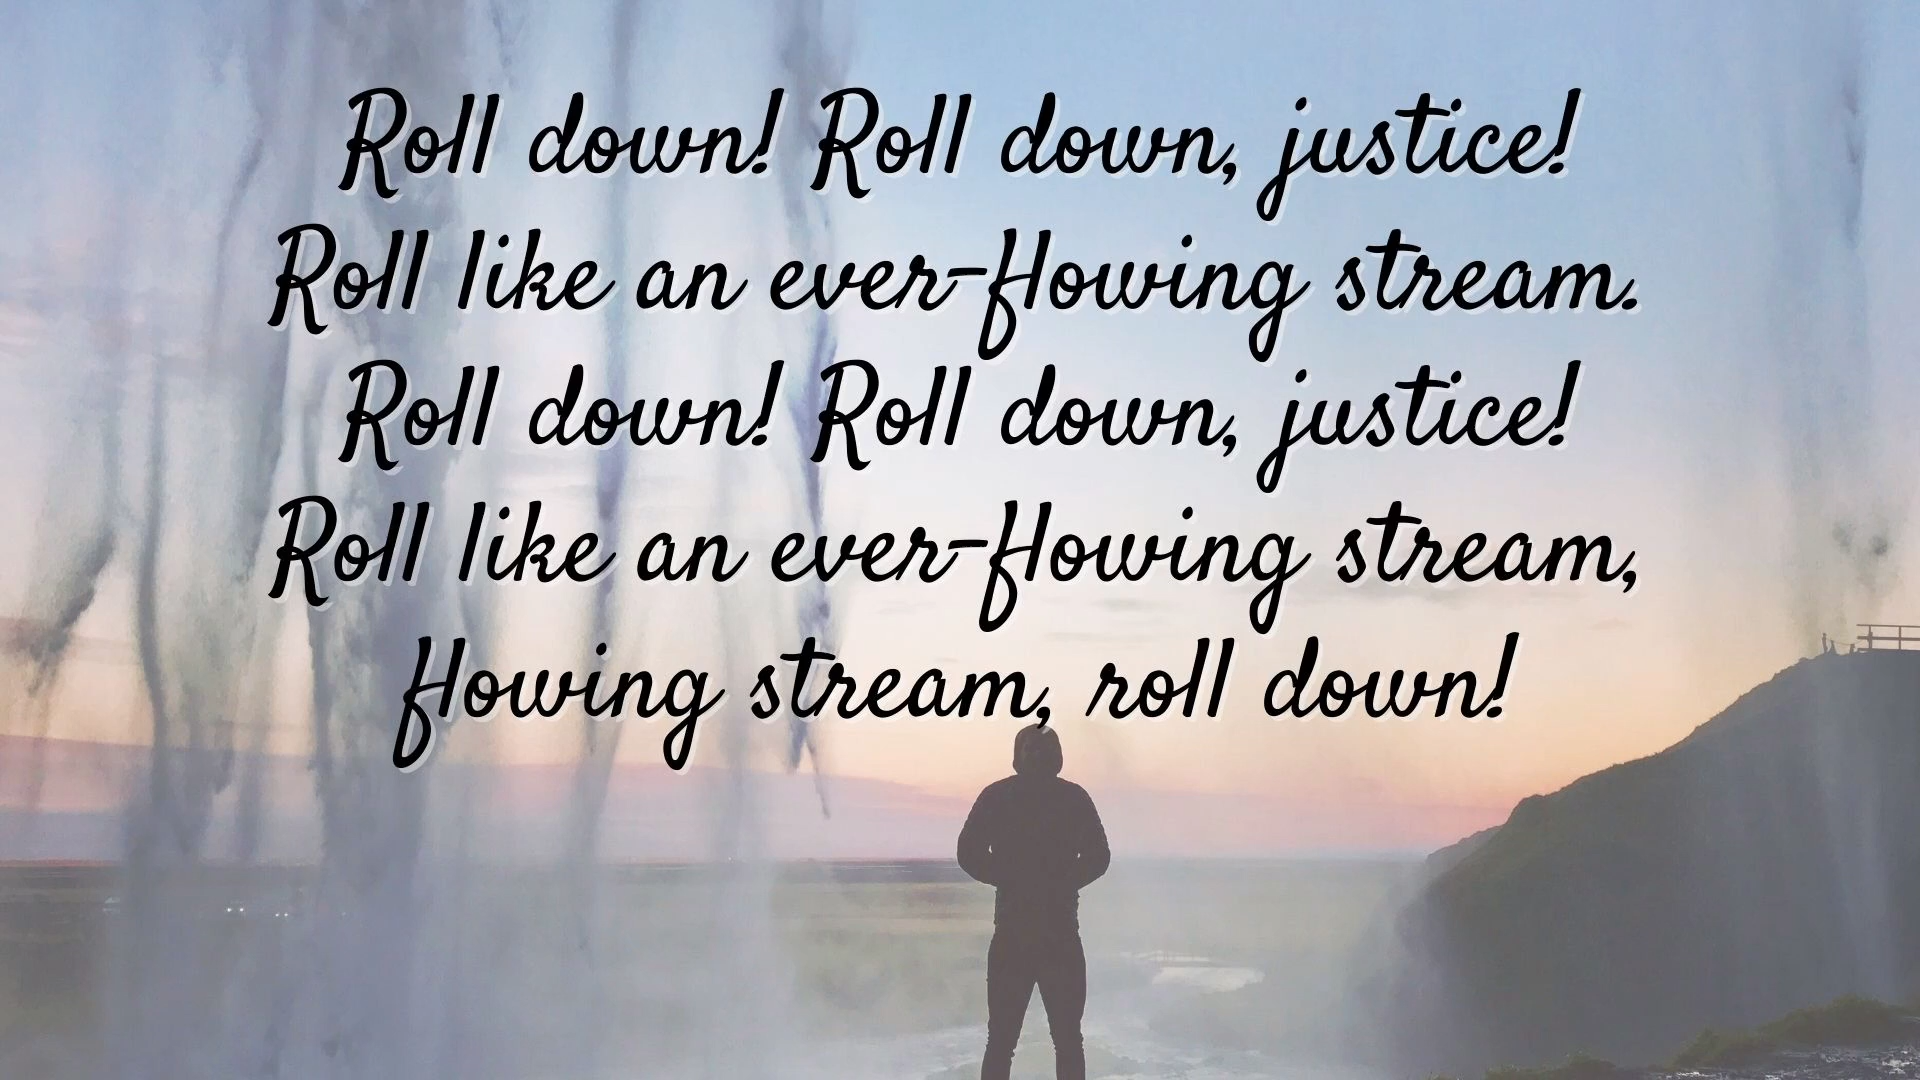 Roll down! Roll down, justice!
Roll like an ever-flowing stream.
Roll down! Roll down, justice!
Roll like an ever-flowing stream,
flowing stream, roll down!